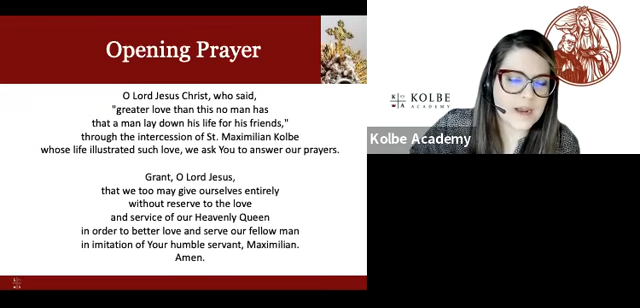 Opening Prayer
O Lord Jesus Christ, who said,
"greater love than this no man has
that a man lay down his life for his friends,"
through the intercession of St. Maximilian Kolbe
whose life illustrated such love, we ask You to answer our prayers.
Grant, O Lord Jesus,
that we too may give ourselves entirely
without reserve to the love
and service of our Heavenly Queen
in order to better love and serve our fellow man
in imitation of Your humble servant, Maximilian.
Amen.
K
KOLBE
ACADEMY
Kolbe Academy